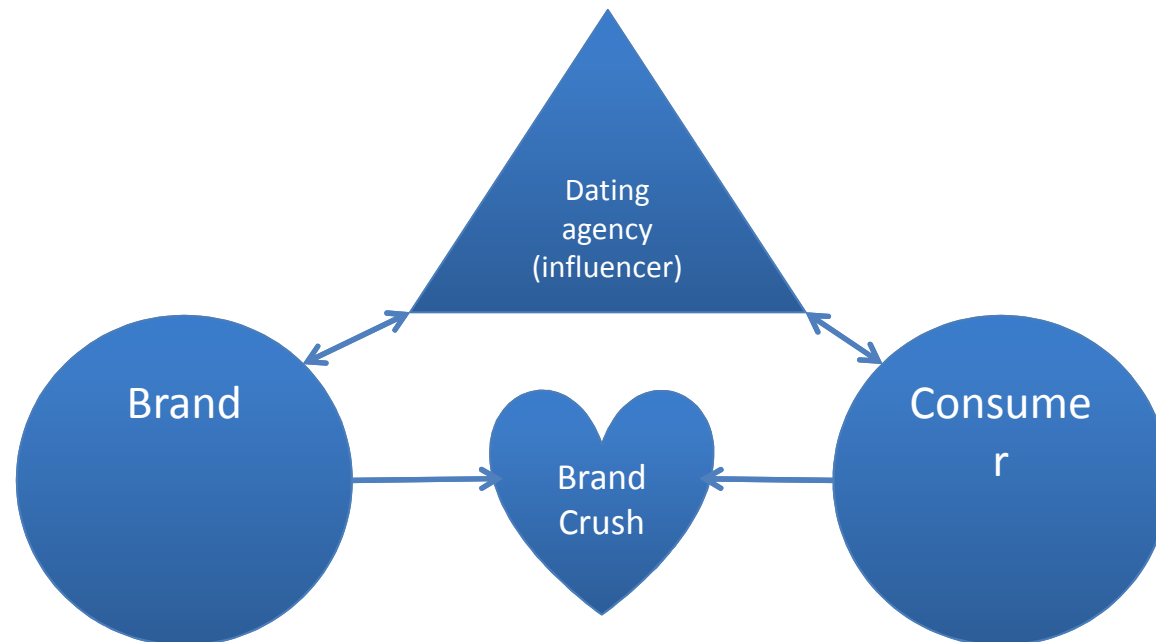 Dating
agency
(influencer)
Brand
Consume
r
Brand
Crush